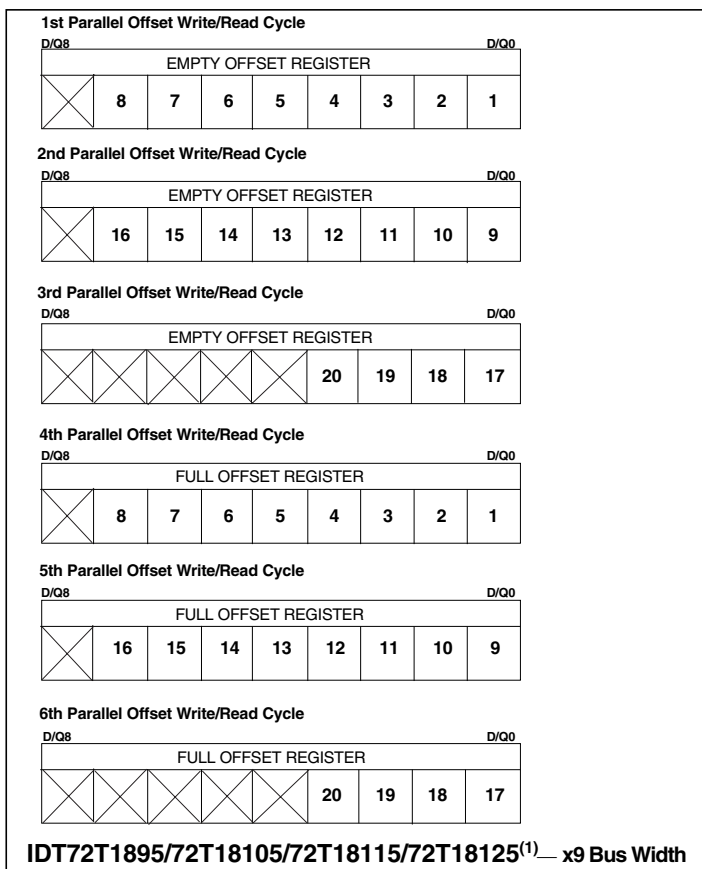 1st Parallel Offset Write/Read Cycle
D/Q8 D/Q0
EMPTY OFFSET REGISTER
8 7 6 5 4 3 2 1
2nd Parallel Offset Write/Read Cycle
D/Q8 D/Q0
EMPTY OFFSET REGISTER
16 15 14 13 12 11 10 9
3rd Parallel Offset Write/Read Cycle
D/Q8 D/Q0
EMPTY OFFSET REGISTER
20 19 18 17
4th Parallel Offset Write/Read Cycle
D/Q8 D/Q0
FULL OFFSET REGISTER
8 7 6 5 4 3 2 1
5th Parallel Offset Write/Read Cycle
D/Q8 D/Q0
FULL OFFSET REGISTER
16 15 14 13 12 11 10 9
6th Parallel Offset Write/Read Cycle
D/Q8 D/Q0
FULL OFFSET REGISTER
20 19 18 17
IDT72T1895/72T18105/72T18115/72T18125(1)— x9 Bus Width